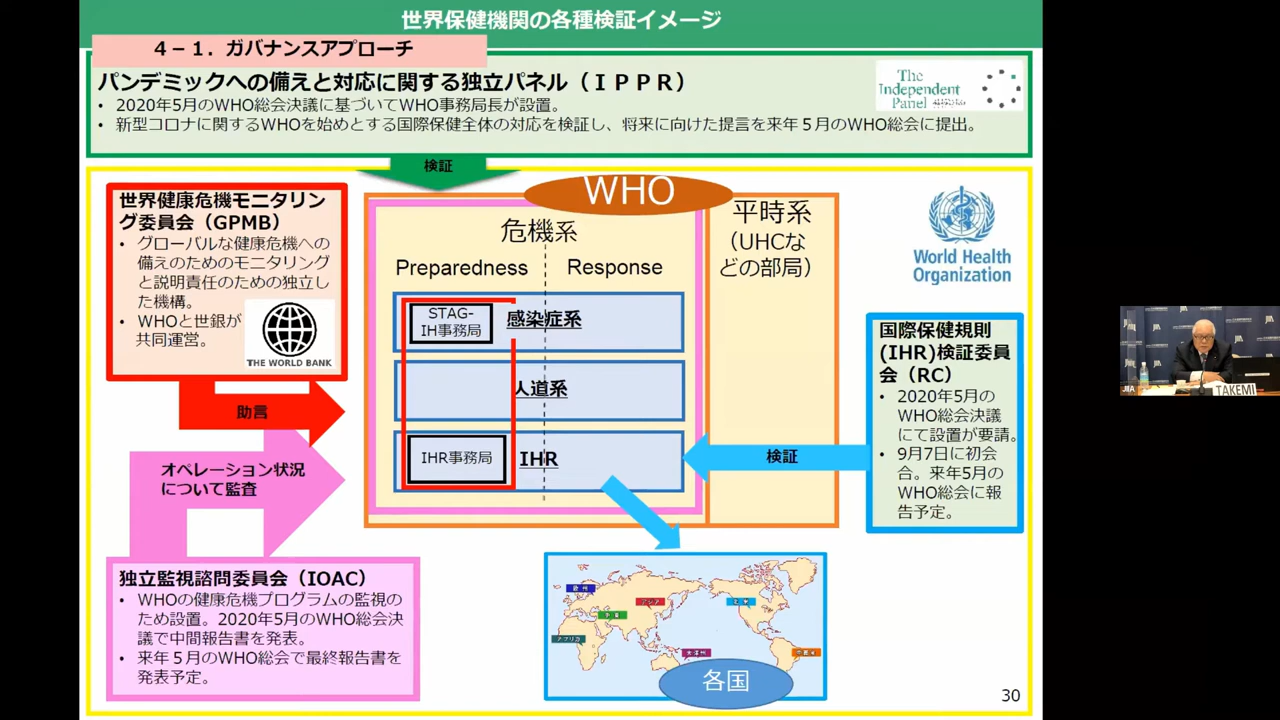 世界保健機関の各種検証イメージ
4－1．ガバナンスアプローチ
パンデミックへの備えと対応に関する独立パネル（ＩＰＰＲ）
• 2020年5月のWHO総会決議に基づいてWHO事務局長が設置。
• 新型コロナに関するWHOを始めとする国際保健全体の対応を検証し、将来に向けた提言を来年５月のWHO総会に提出。
The
Independent
Panel
検証
世界健康危機モニタリン
グ委員会（GPMB）
• グローバルな健康危機への
備えのためのモニタリング
と説明責任のための独立し
た機構。
• WHOと世銀が
共同運営。
THE WORLD BANK
助言
オペレーション状況
について監査
独立監視諮問委員会（IOAC）
• WHOの健康危機プログラムの監視の
ため設置。2020年5月のWHO総会決
議で中間報告書を発表。
• 来年５月のWHO総会で最終報告書を
発表予定。
WHO
危機系
Preparedness
Response
STAG-
IH事務局
感染症系
人道系
IHR事務局
IHR
平時系
（UHCな
どの部局）
World Health
Organization
国際保健規則
(IHR)検証委員
会（RC）
• 2020年5月の
WHO総会決議
にて設置が要請。
• 9月7日に初会
合。来年5月の
WHO総会に報
告予定。
検証
欧州
アジア
中東
北米
アフリカ
大洋州
中南米
各国
30
JIA
TAKEMI